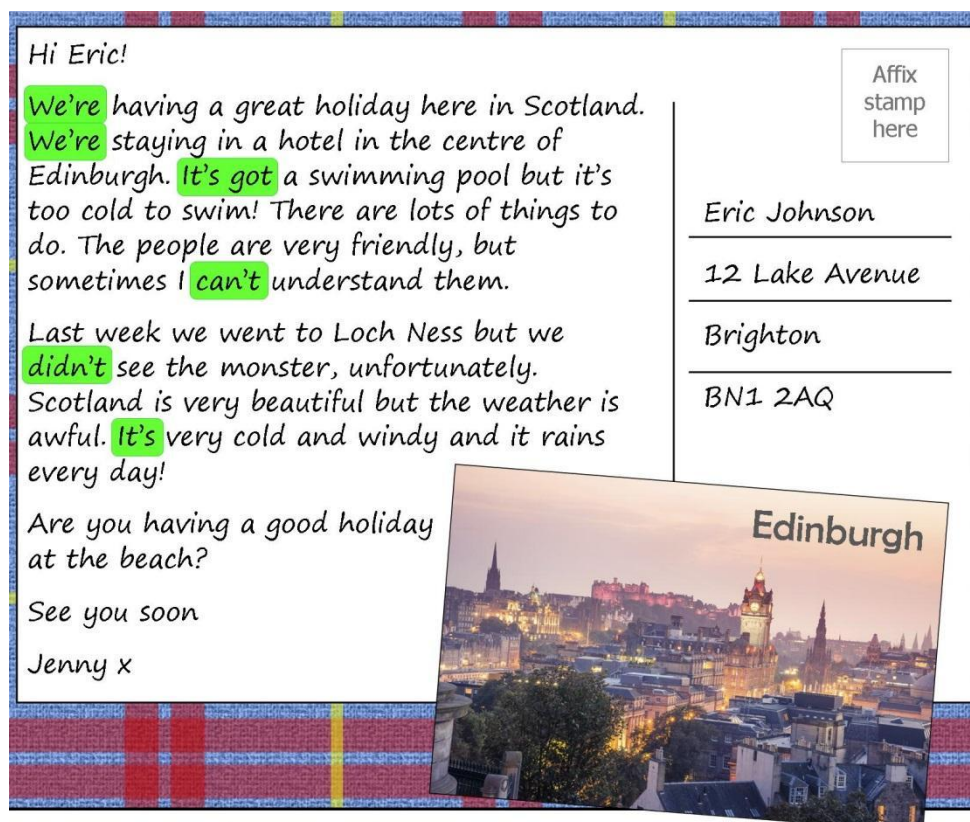 Hi Eric!
We're having a great holiday here in Scotland.
We're staying in a hotel in the centre of
Edinburgh. It's got a swimming pool but it's
too cold to swim! There are lots of things to
do. The people are very friendly, but
sometimes I can't understand them.
Last week we went to Loch Ness but we
didn't see the monster, unfortunately.
Scotland is very beautiful but the weather is
awful. It's very cold and windy and it rains
every day!
Are you having a good holiday
at the beach?
See you soon
Jenny x
Affix
stamp
here
Eric Johnson
12 Lake Avenue
Brighton
BN1 2AQ
Edinburgh